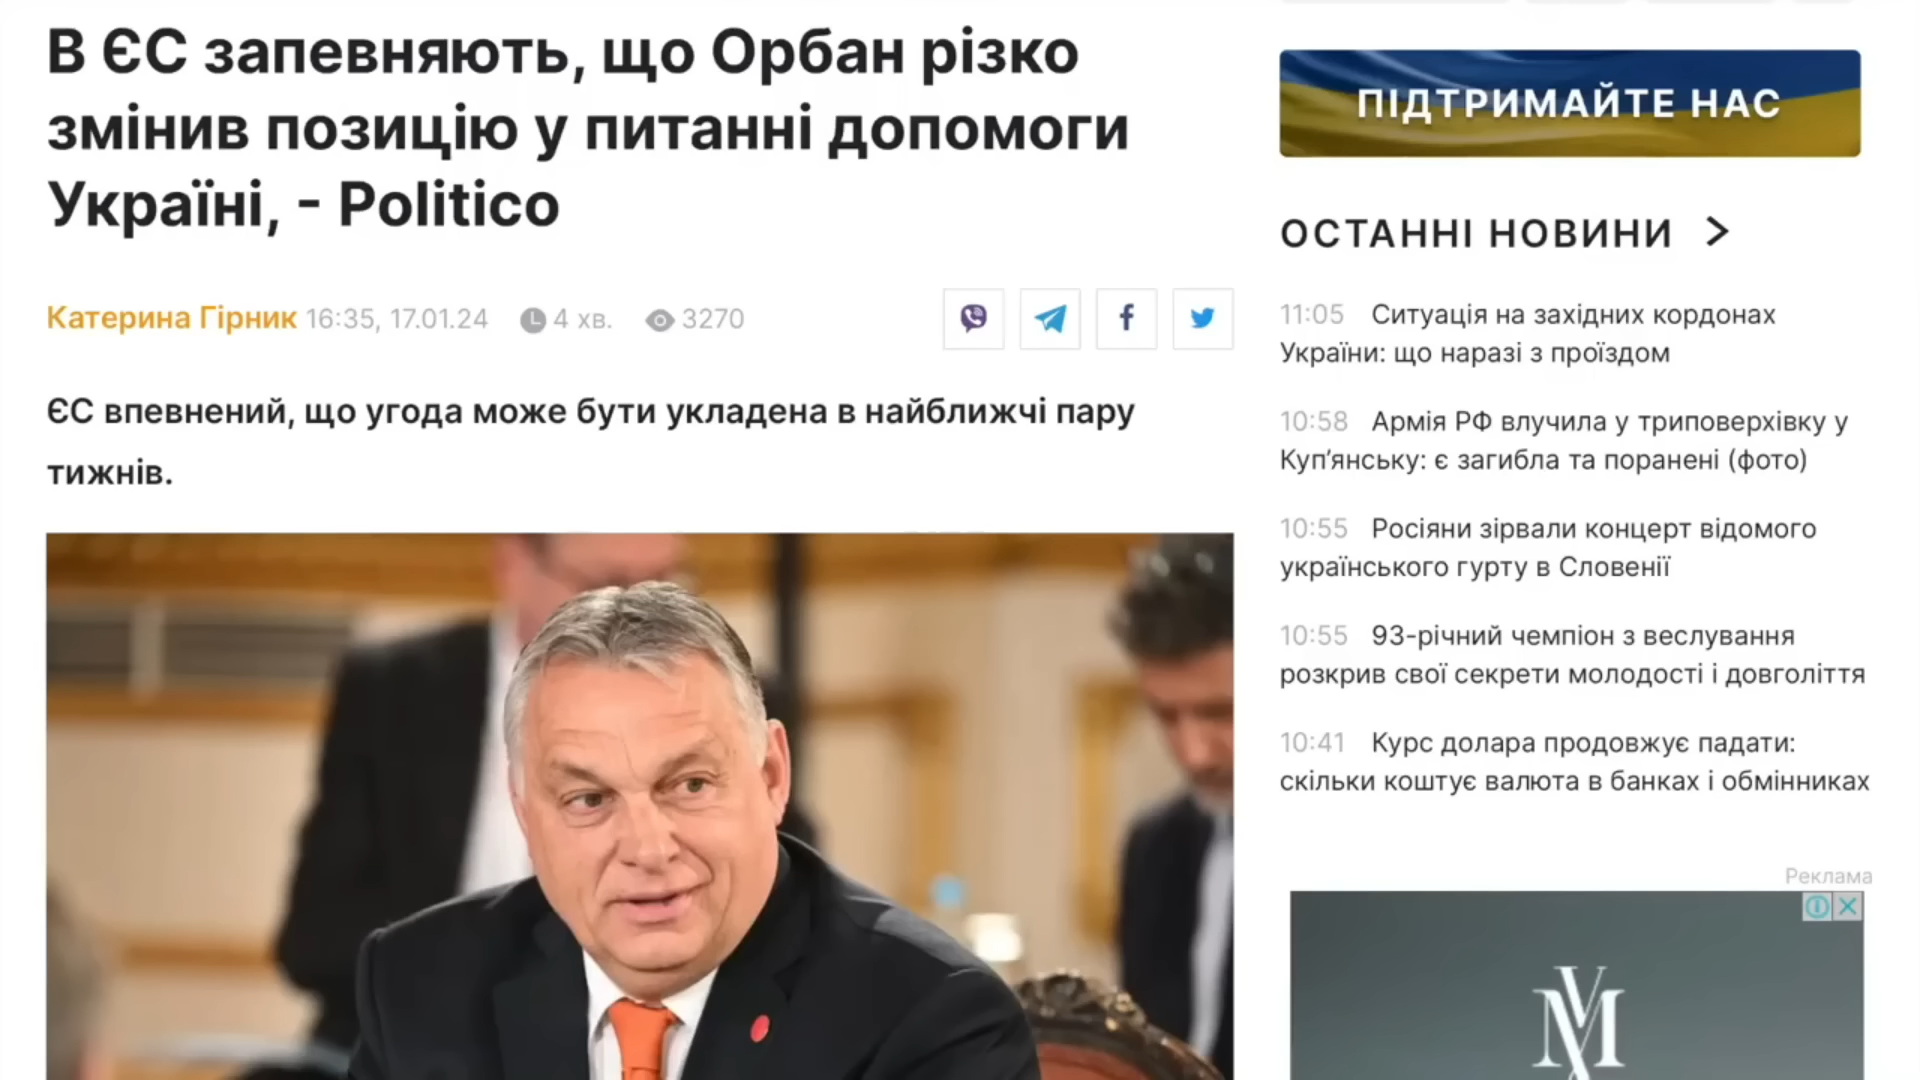 В ЄС запевняють, що Орбан різко
змінив позицію у питанні допомоги
Україні, - Politico
Катерина Гірник 16:35, 17.01.24 4 хв. 3270
ЄС впевнений, що угода може бути укладена в найближчі пару
тижнів.
ПІДТРИМАЙТЕ НАС
ОСТАННІ НОВИНИ >
11:05 Ситуація на західних кордонах
України: що наразі з проїздом
10:58 Армія РФ влучила у триповерхівку у
Куп’янську: є загибла та поранені (фото)
10:55 Росіяни зірвали концерт відомого
українського гурту в Словенії
10:55 93-річний чемпіон з веслування
розкрив свої секрети молодості і довголіття
10:41 Курс долара продовжує падати:
скільки коштує валюта в банках і обмінниках
Реклама